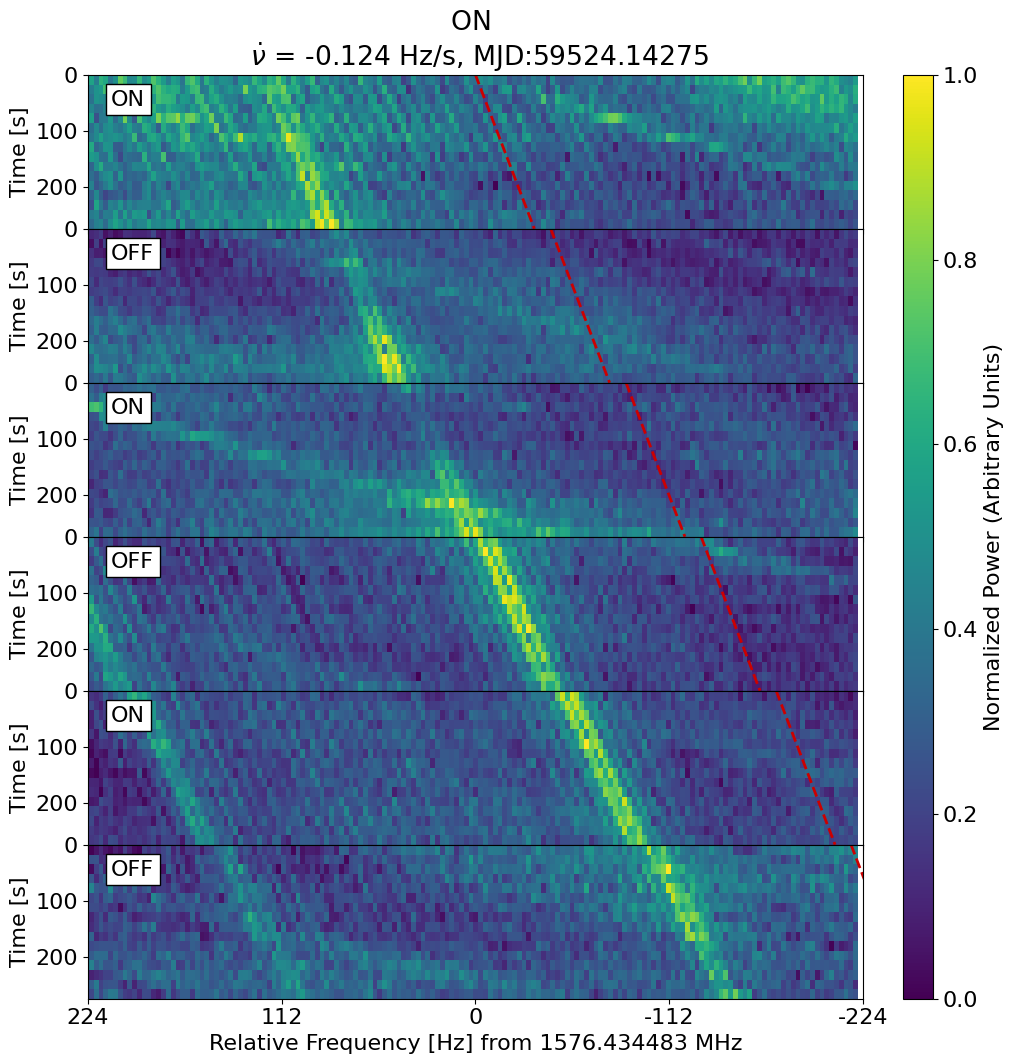 ON
ν̇ = -0.124 Hz/s, MJD:59524.14275
0
100
200
Time [s]
ON
0
100
200
Time [s]
OFF
0
100
200
Time [s]
ON
0
100
200
Time [s]
OFF
0
100
200
Time [s]
ON
0
100
200
Time [s]
OFF
224 112 0 -112 -224
Relative Frequency [Hz] from 1576.434483 MHz
1.0
0.8
0.6
0.4
0.2
0.0
Normalized Power (Arbitrary Units)